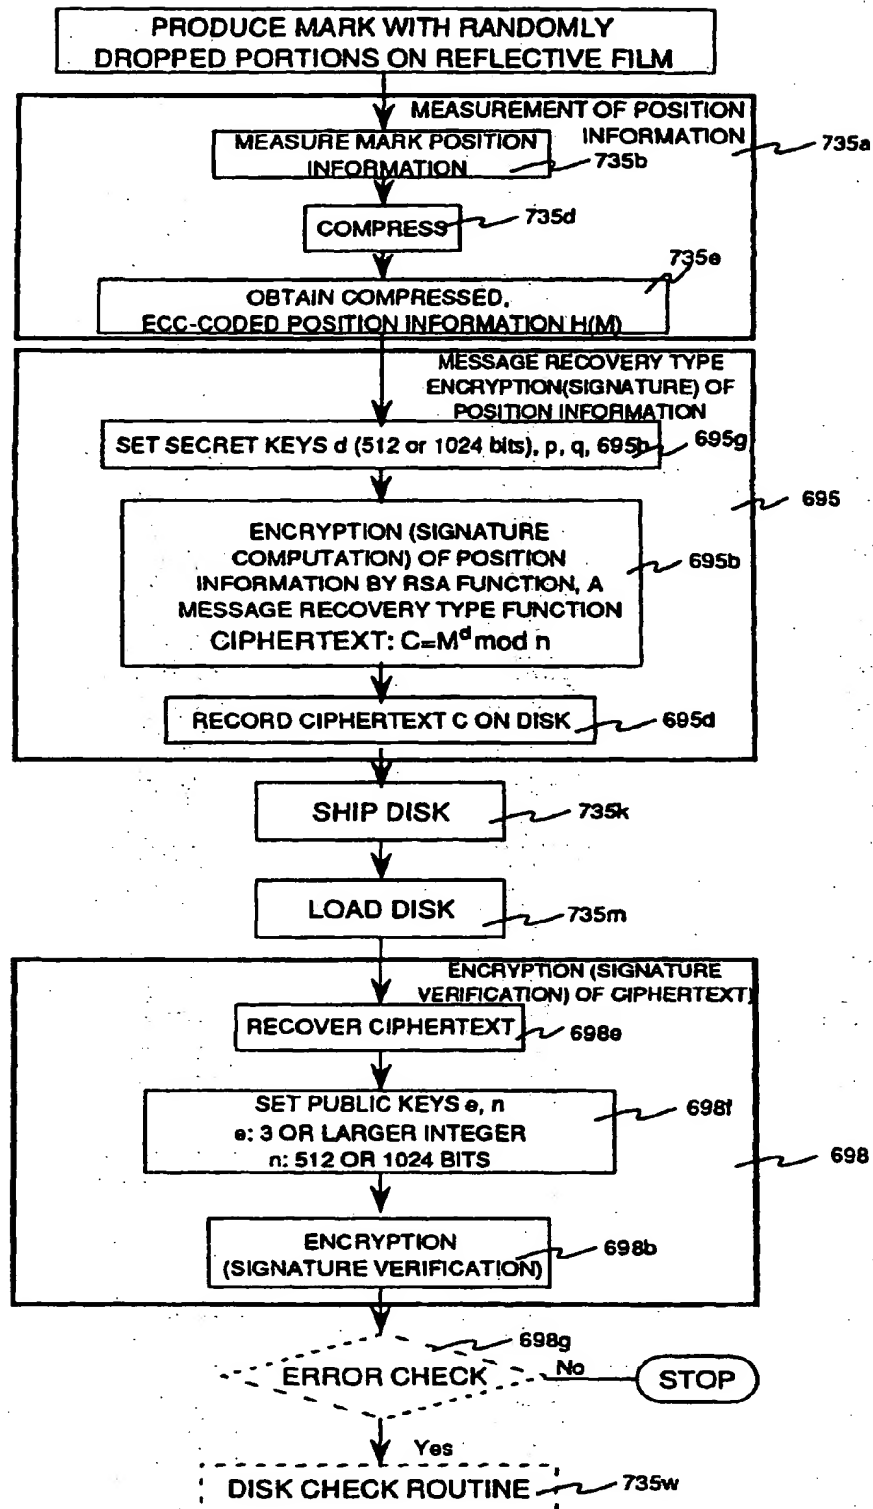 PRODUCE MARK WITH RANDOMLY
DROPPED PORTIONS ON REFLECTIVE FILM
MEASUREMENT OF POSITION
INFORMATION
735a
MEASURE MARK POSITION
INFORMATION
735b
COMPRESS
735d
735e
OBTAIN COMPRESSED,
ECC-CODED POSITION INFORMATION H(M)
MESSAGE RECOVERY TYPE
ENCRYPTION(SIGNATURE) OF
POSITION INFORMATION
SET SECRET KEYS d (512 or 1024 bits), p, q, 695b
695g
695
ENCRYPTION (SIGNATURE
COMPUTATION) OF POSITION
INFORMATION BY RSA FUNCTION, A
MESSAGE RECOVERY TYPE FUNCTION
CIPHERTEXT: C=M^d mod n
695b
RECORD CIPHERTEXT C ON DISK
695d
SHIP DISK
735k
LOAD DISK
735m
ENCRYPTION (SIGNATURE
VERIFICATION) OF CIPHERTEXT)
RECOVER CIPHERTEXT
698e
SET PUBLIC KEYS e, n
e: 3 OR LARGER INTEGER
n: 512 OR 1024 BITS
698f
698
ENCRYPTION
(SIGNATURE VERIFICATION)
698b
698g
ERROR CHECK
No
STOP
Yes
DISK CHECK ROUTINE
735w